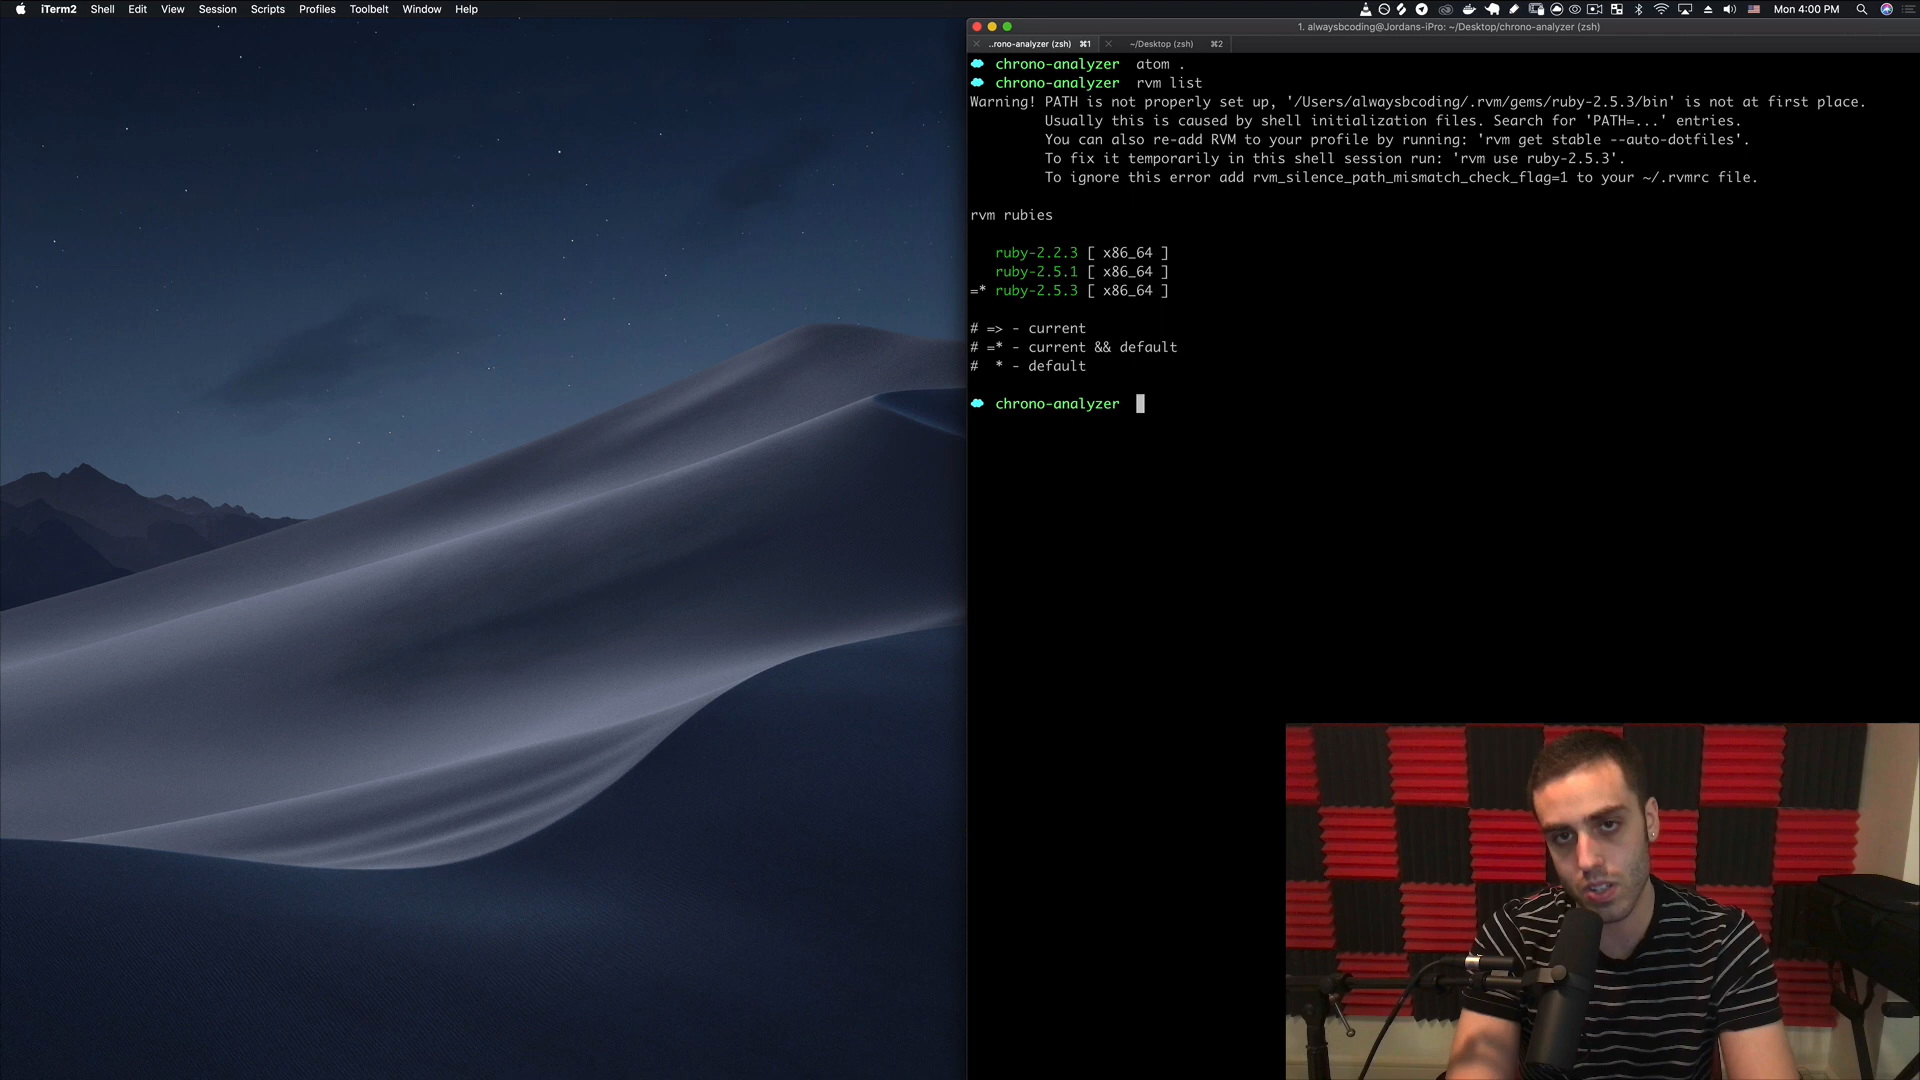 iTerm2 Shell Edit View Session Scripts Profiles Toolbelt Window Help
Mon 4:00 PM
1. alwaysbcoding@Jordans-iPro: ~/Desktop/chrono-analyzer (zsh)
..rono-analyzer (zsh) ⌘1 ~/Desktop (zsh) ⌘2
chrono-analyzer atom .
chrono-analyzer rvm list
Warning! PATH is not properly set up, '/Users/alwaysbcoding/.rvm/gems/ruby-2.5.3/bin' is not at first place.
Usually this is caused by shell initialization files. Search for 'PATH=...' entries.
You can also re-add RVM to your profile by running: 'rvm get stable --auto-dotfiles'.
To fix it temporarily in this shell session run: 'rvm use ruby-2.5.3'.
To ignore this error add rvm_silence_path_mismatch_check_flag=1 to your ~/.rvmrc file.
rvm rubies
ruby-2.2.3 [ x86_64 ]
ruby-2.5.1 [ x86_64 ]
=* ruby-2.5.3 [ x86_64 ]
# => - current
# =* - current && default
# * - default
chrono-analyzer